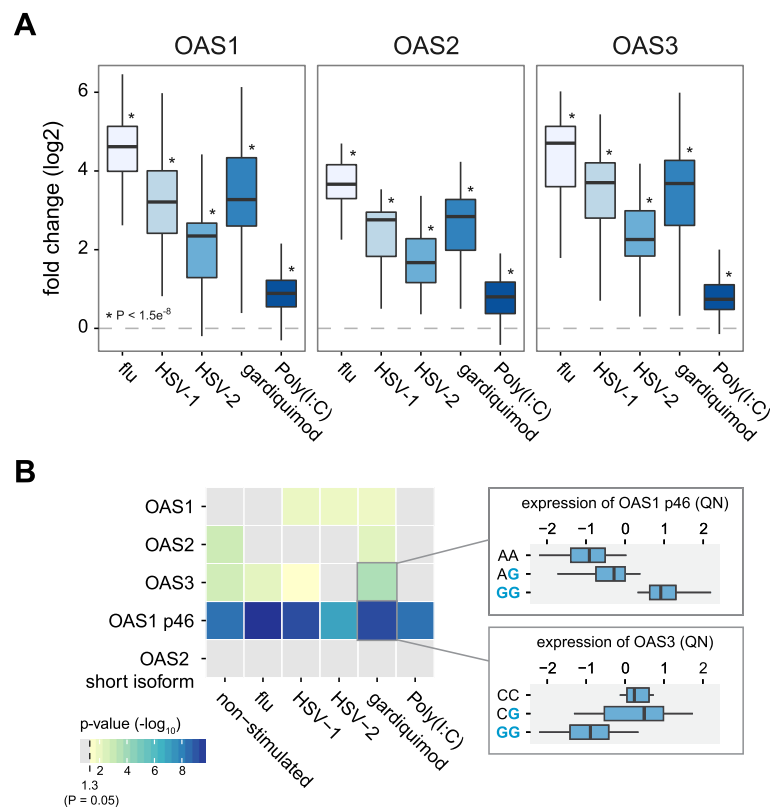 A
OAS1 OAS2 OAS3
fold change (log2)
6
4
2
0
* * * * *
* * * * *
* * * * *
* P < 1.5e-8
flu HSV-1 HSV-2 gardiquimod Poly(I:C)
flu HSV-1 HSV-2 gardiquimod Poly(I:C)
flu HSV-1 HSV-2 gardiquimod Poly(I:C)
B
OAS1
OAS2
OAS3
OAS1 p46
OAS2
short isoform
non-stimulated flu HSV-1 HSV-2 gardiquimod Poly(I:C)
p-value (-log10)
2 4 6 8
1.3
(P = 0.05)
expression of OAS1 p46 (QN)
−2 −1 0 1 2
AA
AG
GG
expression of OAS3 (QN)
−2 −1 0 1 2
CC
CG
GG